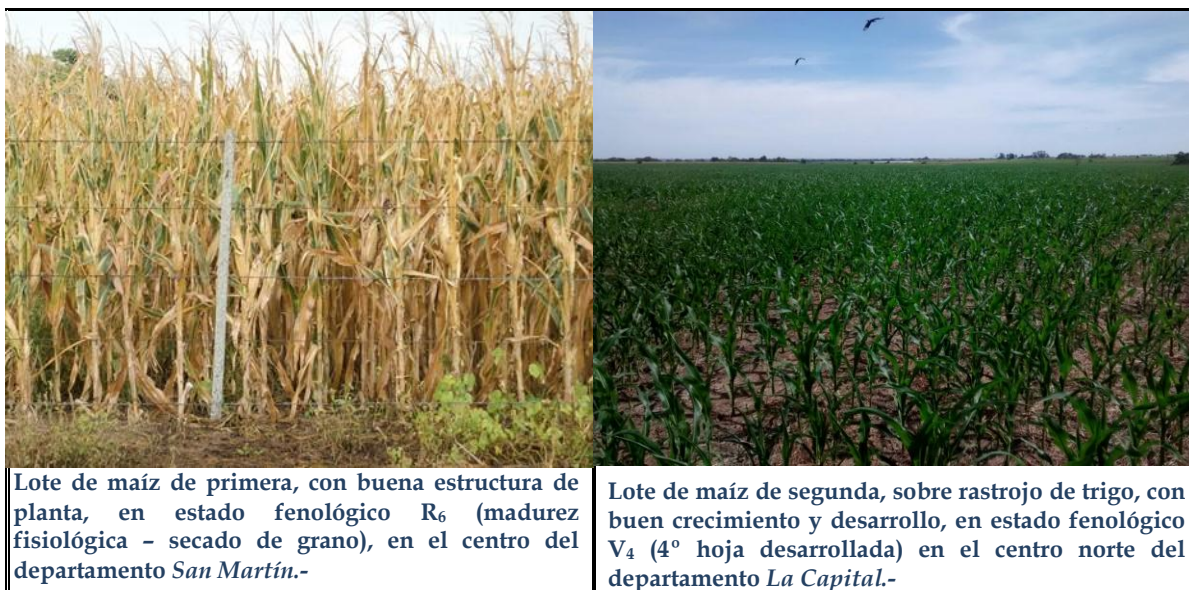 Lote de maíz de primera, con buena estructura de
planta, en estado fenológico R₆ (madurez
fisiológica – secado de grano), en el centro del
departamento San Martín.-
Lote de maíz de segunda, sobre rastrojo de trigo, con
buen crecimiento y desarrollo, en estado fenológico
V₄ (4º hoja desarrollada) en el centro norte del
departamento La Capital.-